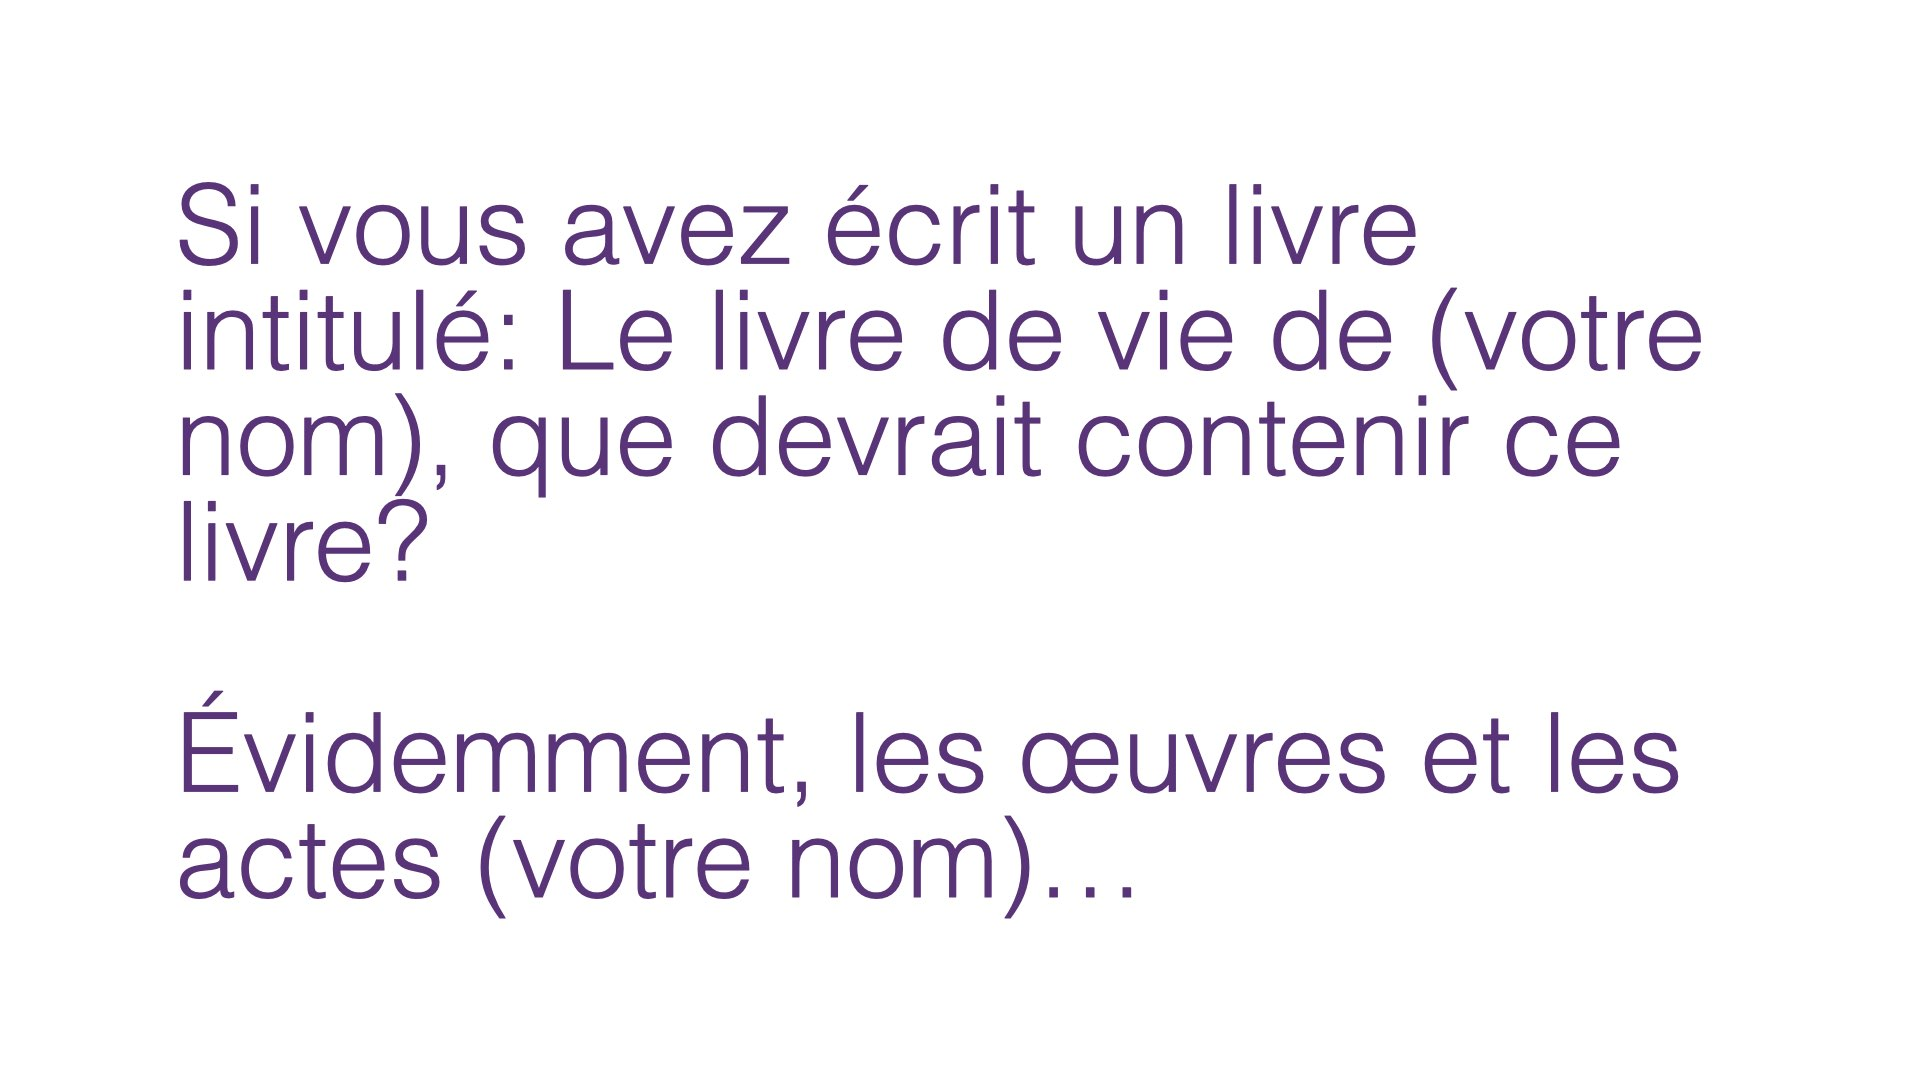 Si vous avez écrit un livre
intitulé: Le livre de vie de (votre
nom), que devrait contenir ce
livre?
Évidemment, les œuvres et les
actes (votre nom)…